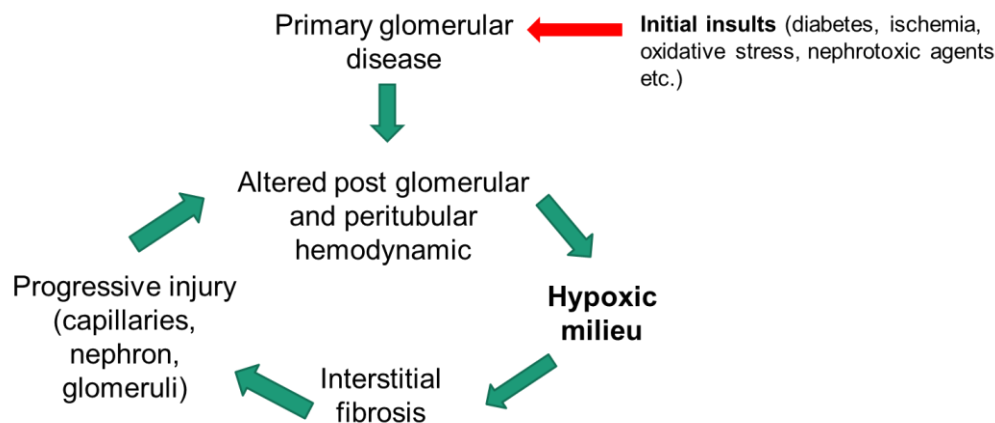 Primary glomerular
disease
Initial insults (diabetes, ischemia,
oxidative stress, nephrotoxic agents
etc.)
Altered post glomerular
and peritubular
hemodynamic
Hypoxic
milieu
Interstitial
fibrosis
Progressive injury
(capillaries,
nephron,
glomeruli)